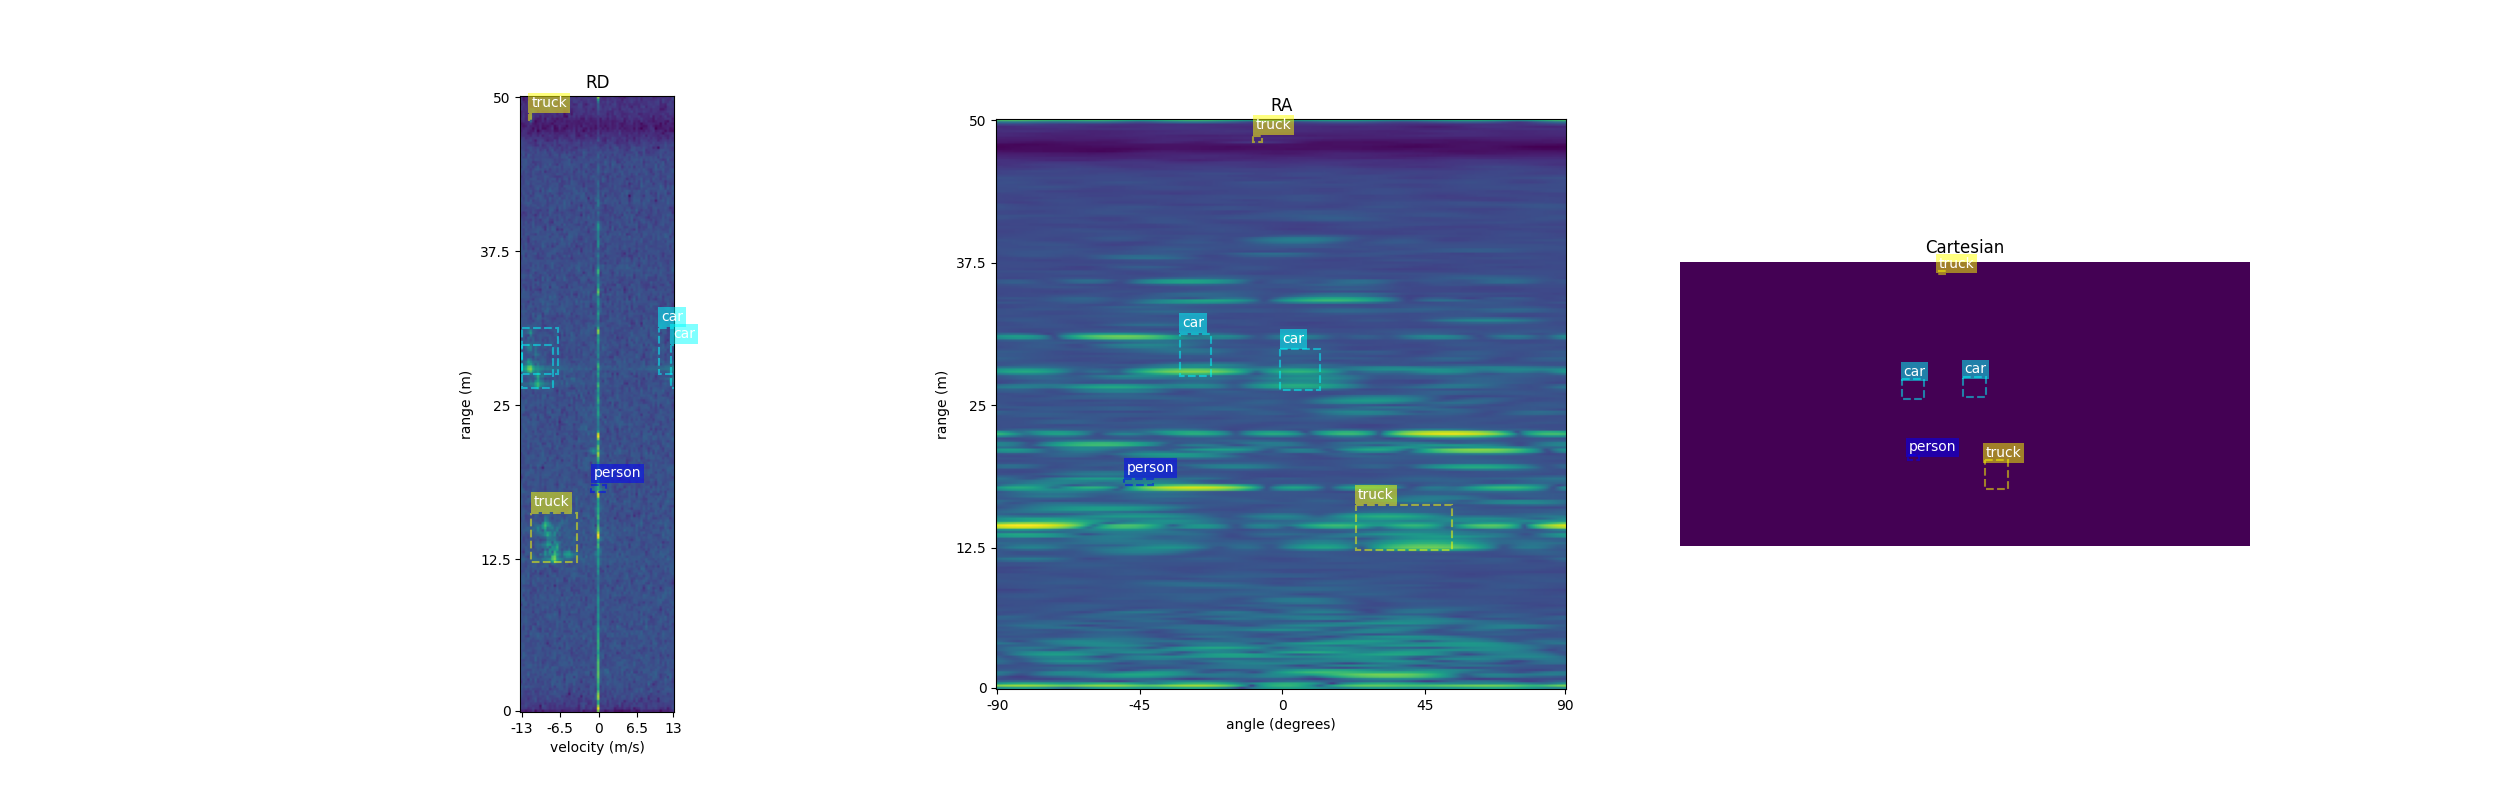 RD
truck
50
37.5
25
12.5
0
range (m)
car
car
person
truck
-13
-6.5
0
6.5
13
velocity (m/s)
RA
truck
50
37.5
25
12.5
0
range (m)
car
car
person
truck
-90
-45
0
45
90
angle (degrees)
Cartesian
truck
car
car
person
truck